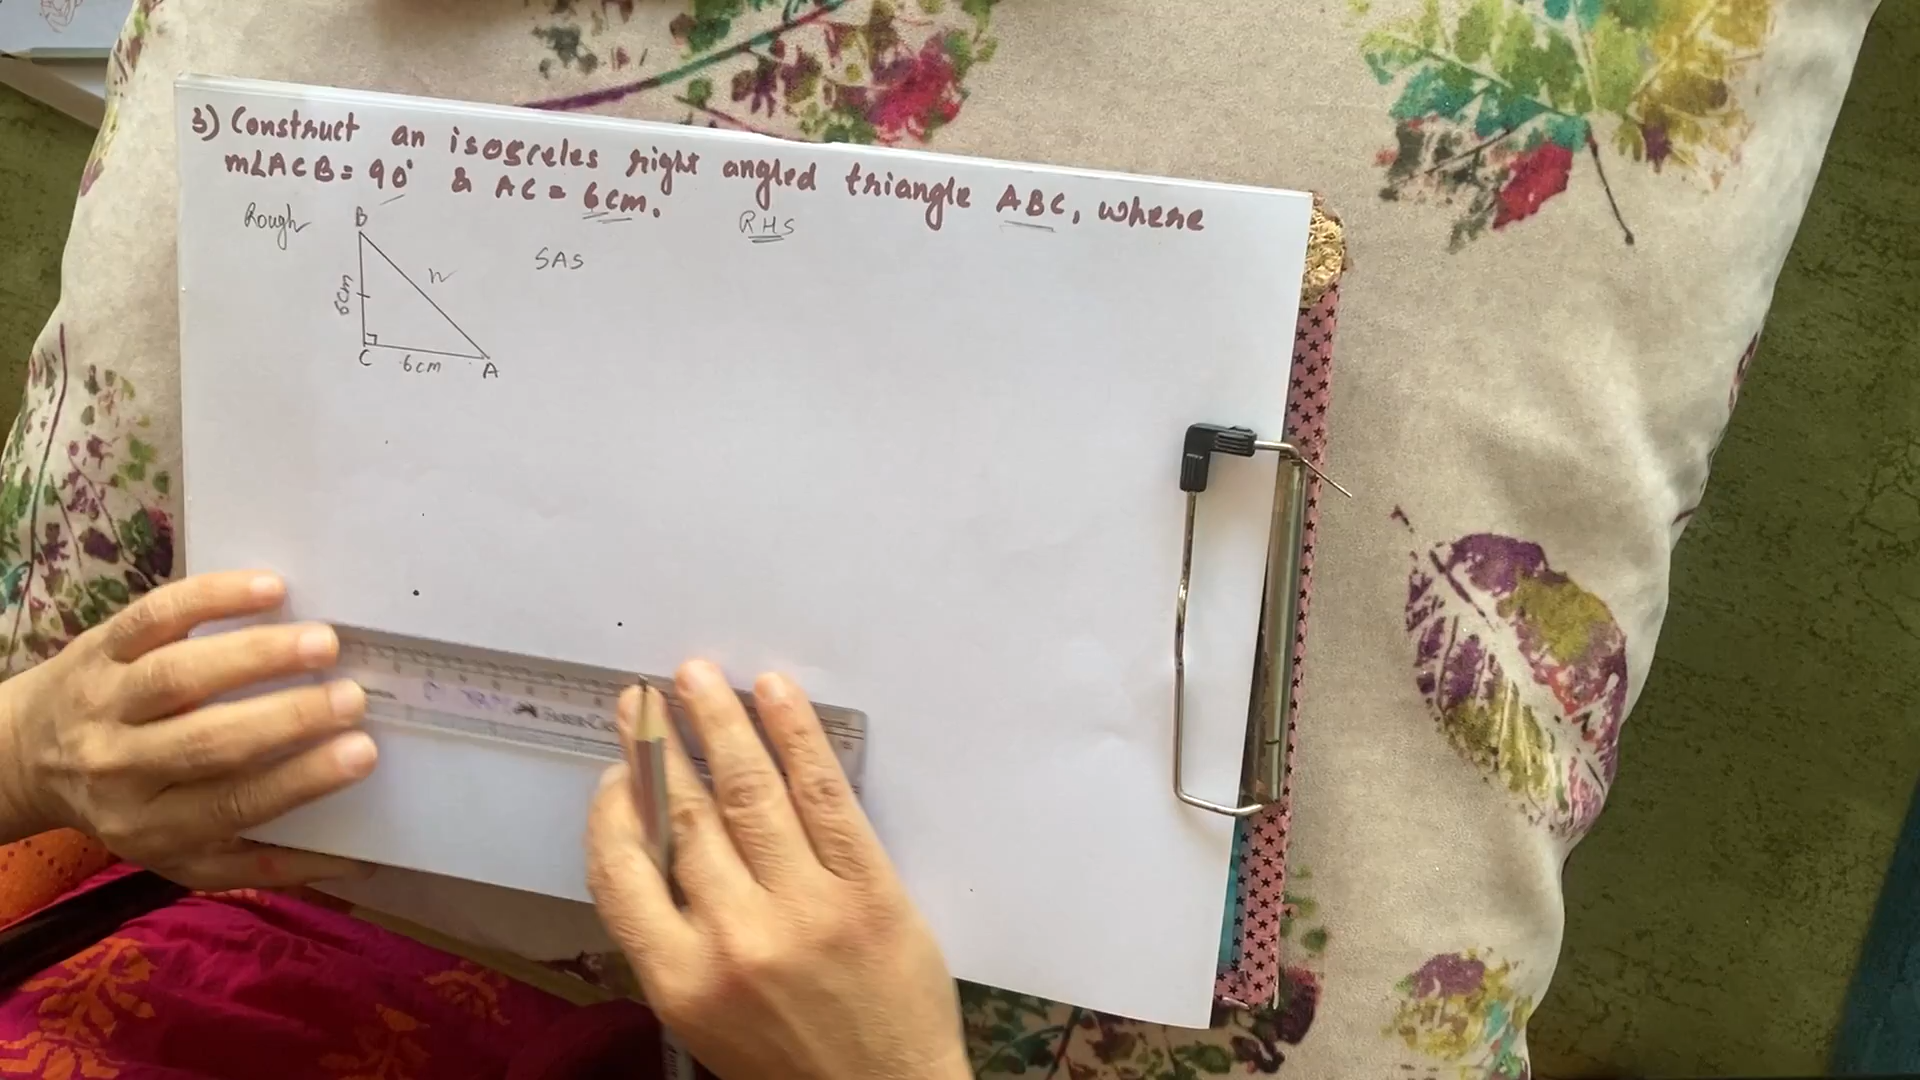 3) Construct an isosceles right angled triangle ABC, where
m∠ACB = 90° & AC = 6cm.
Rough
RHS
SAS
B
6cm
h
C
6cm
A